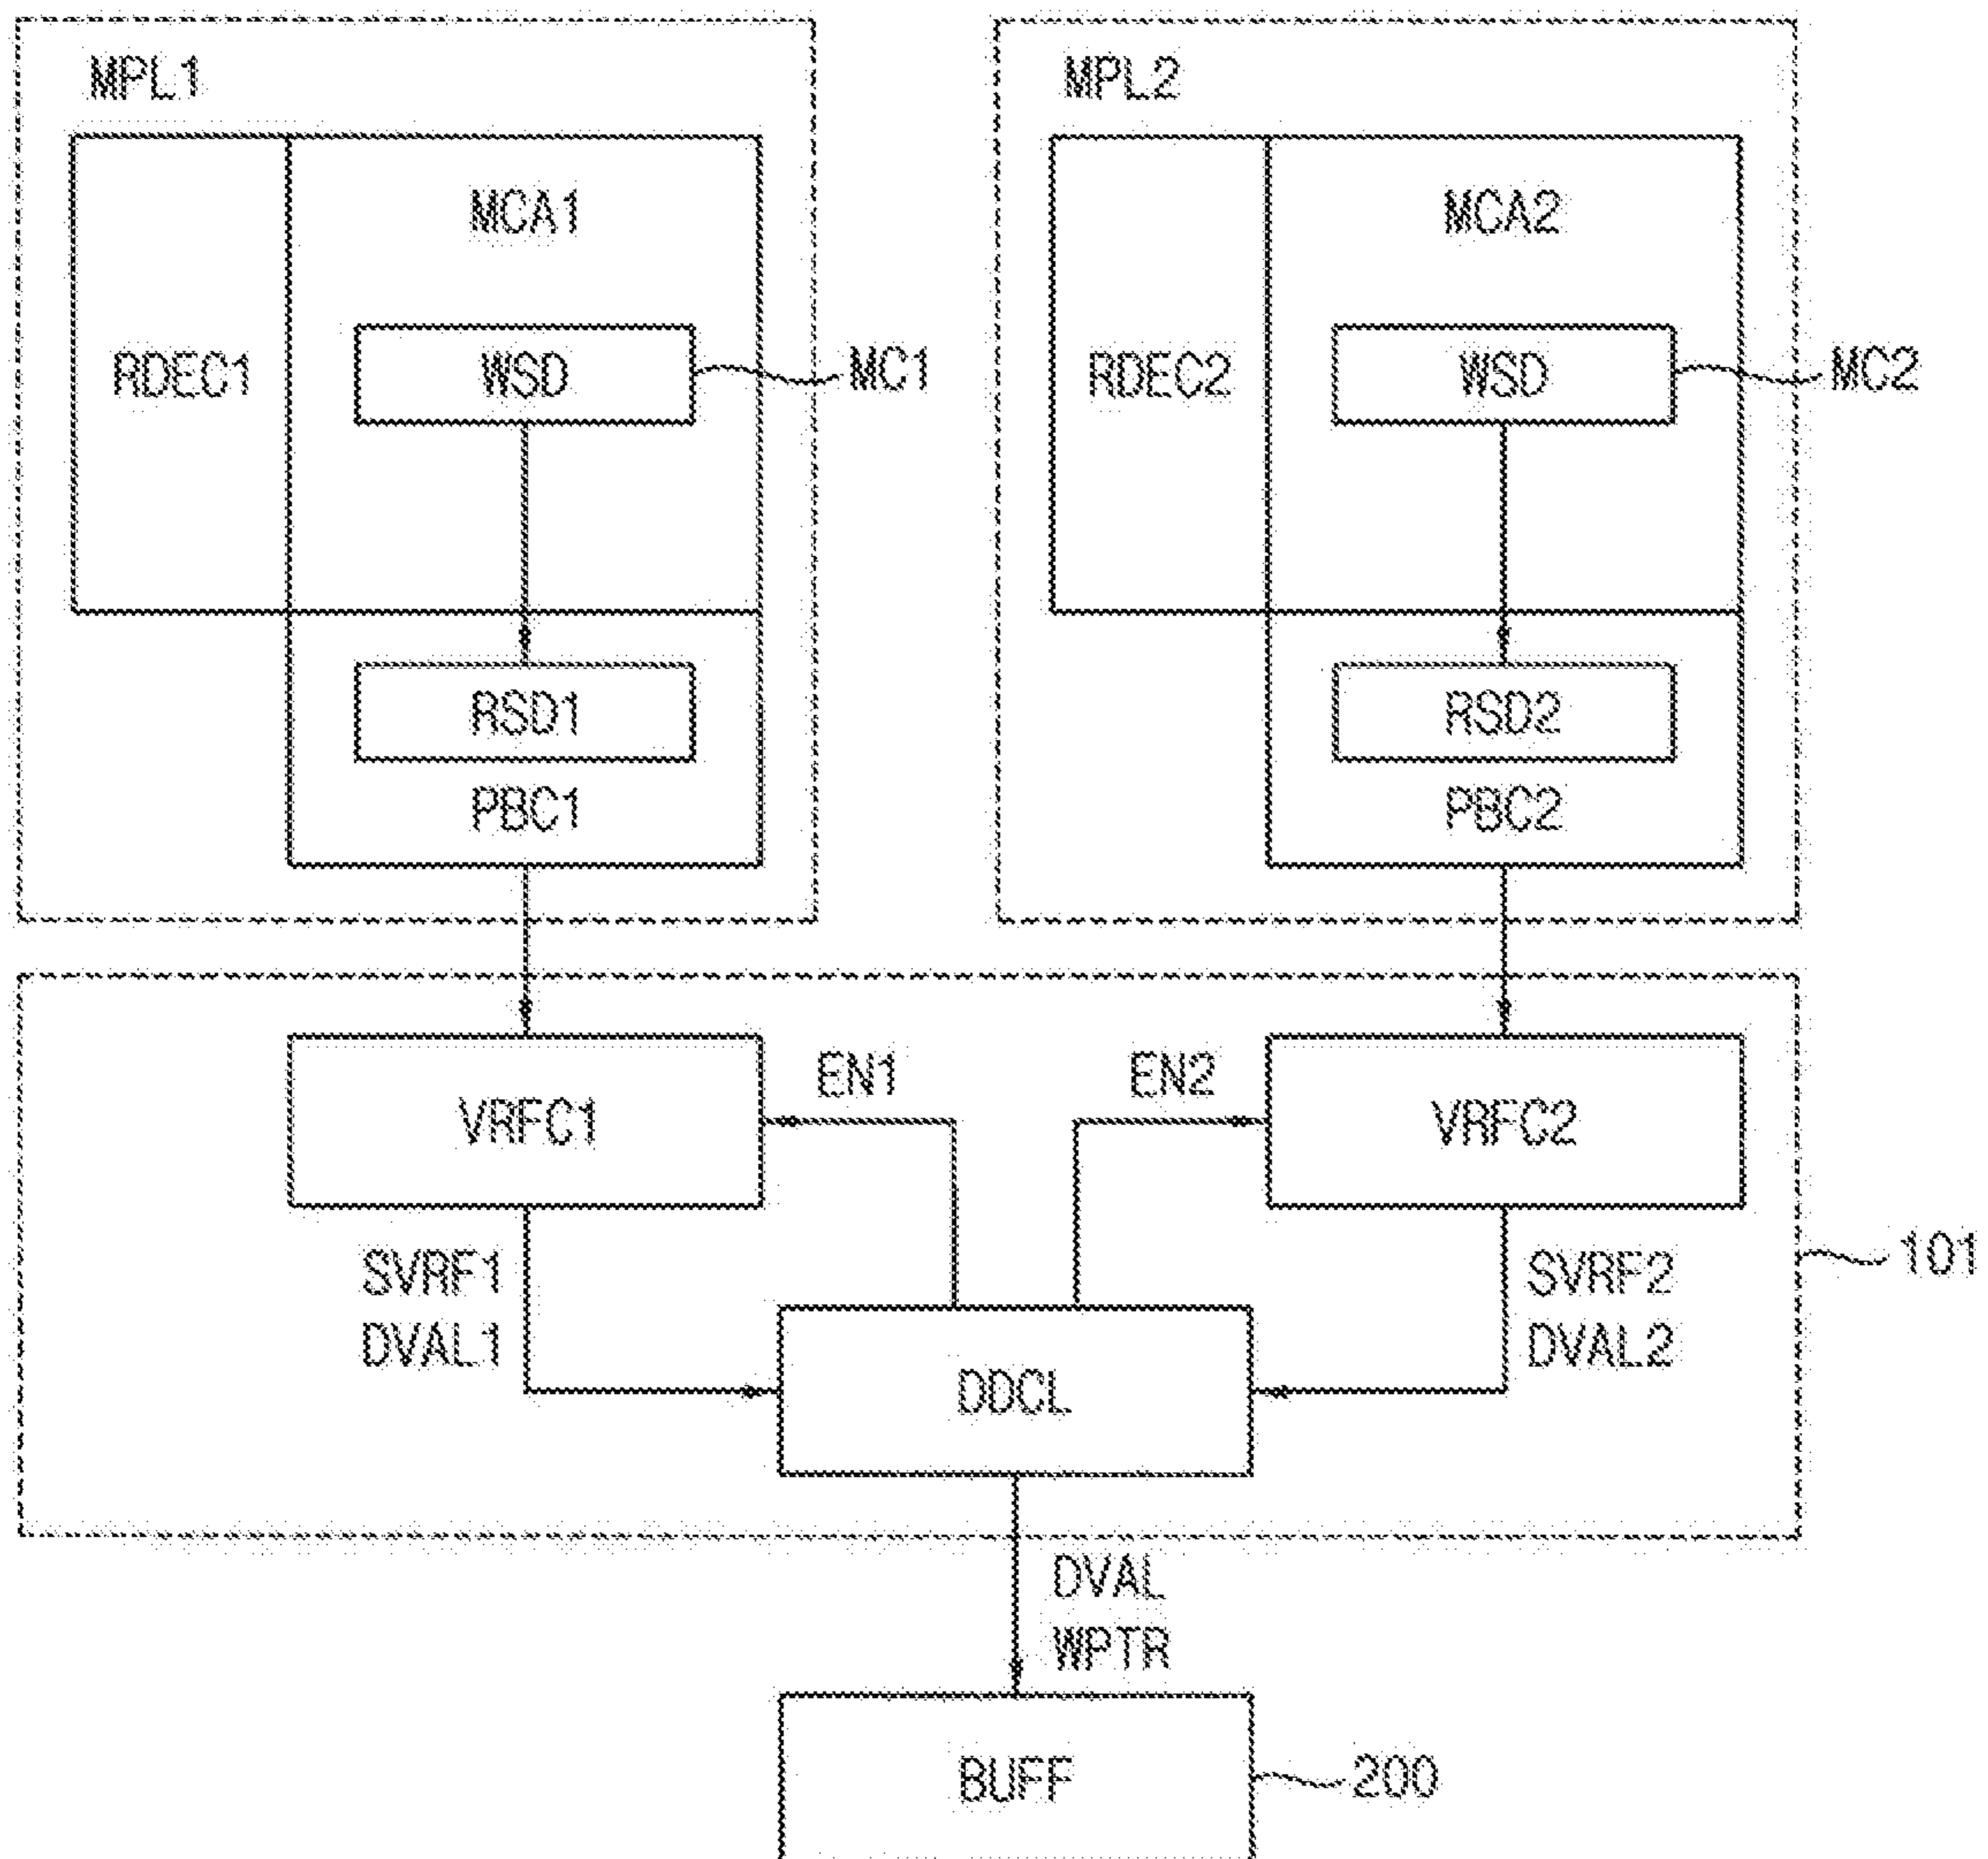 MPL1
MPL2
MCA1
MCA2
RDEC1
WSD
MC1
RDEC2
WSD
MC2
RSD1
RSD2
PBC1
PBC2
VRFC1
EN1
EN2
VRFC2
SVRF1
DVAL1
SVRF2
DVAL2
101
DDCL
DVAL
WPTR
BUFF
200